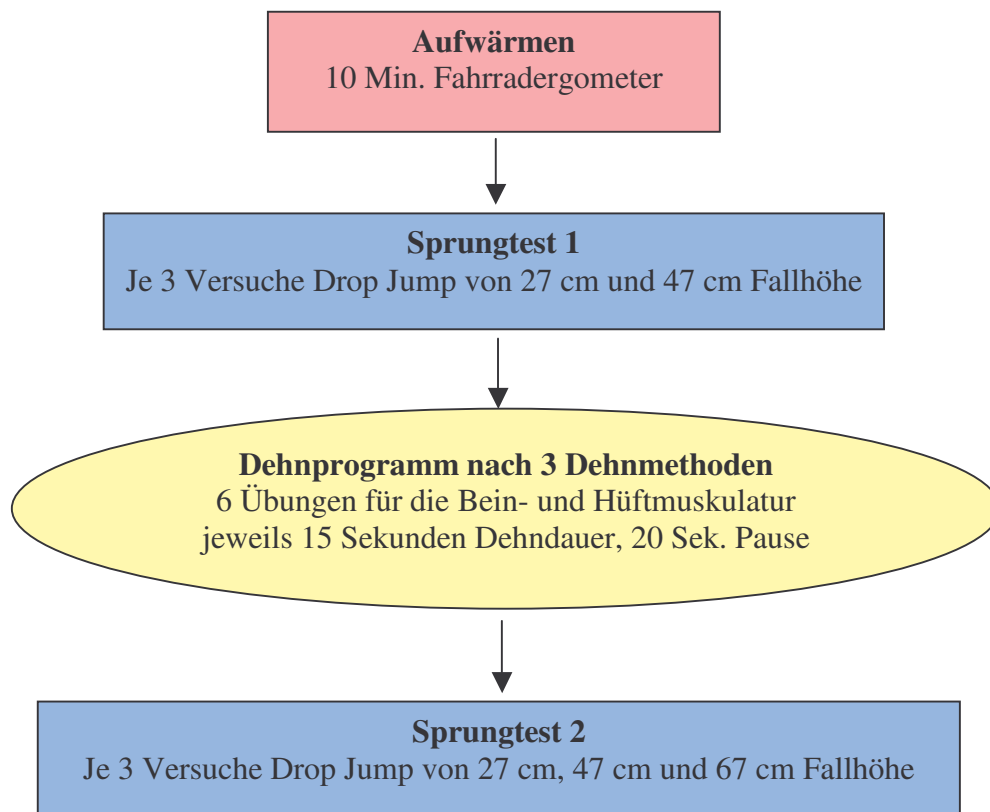 Aufwärmen
10 Min. Fahrradergometer
Sprungtest 1
Je 3 Versuche Drop Jump von 27 cm und 47 cm Fallhöhe
Dehnprogramm nach 3 Dehnmethoden
6 Übungen für die Bein- und Hüftmuskulatur
jeweils 15 Sekunden Dehndauer, 20 Sek. Pause
Sprungtest 2
Je 3 Versuche Drop Jump von 27 cm, 47 cm und 67 cm Fallhöhe